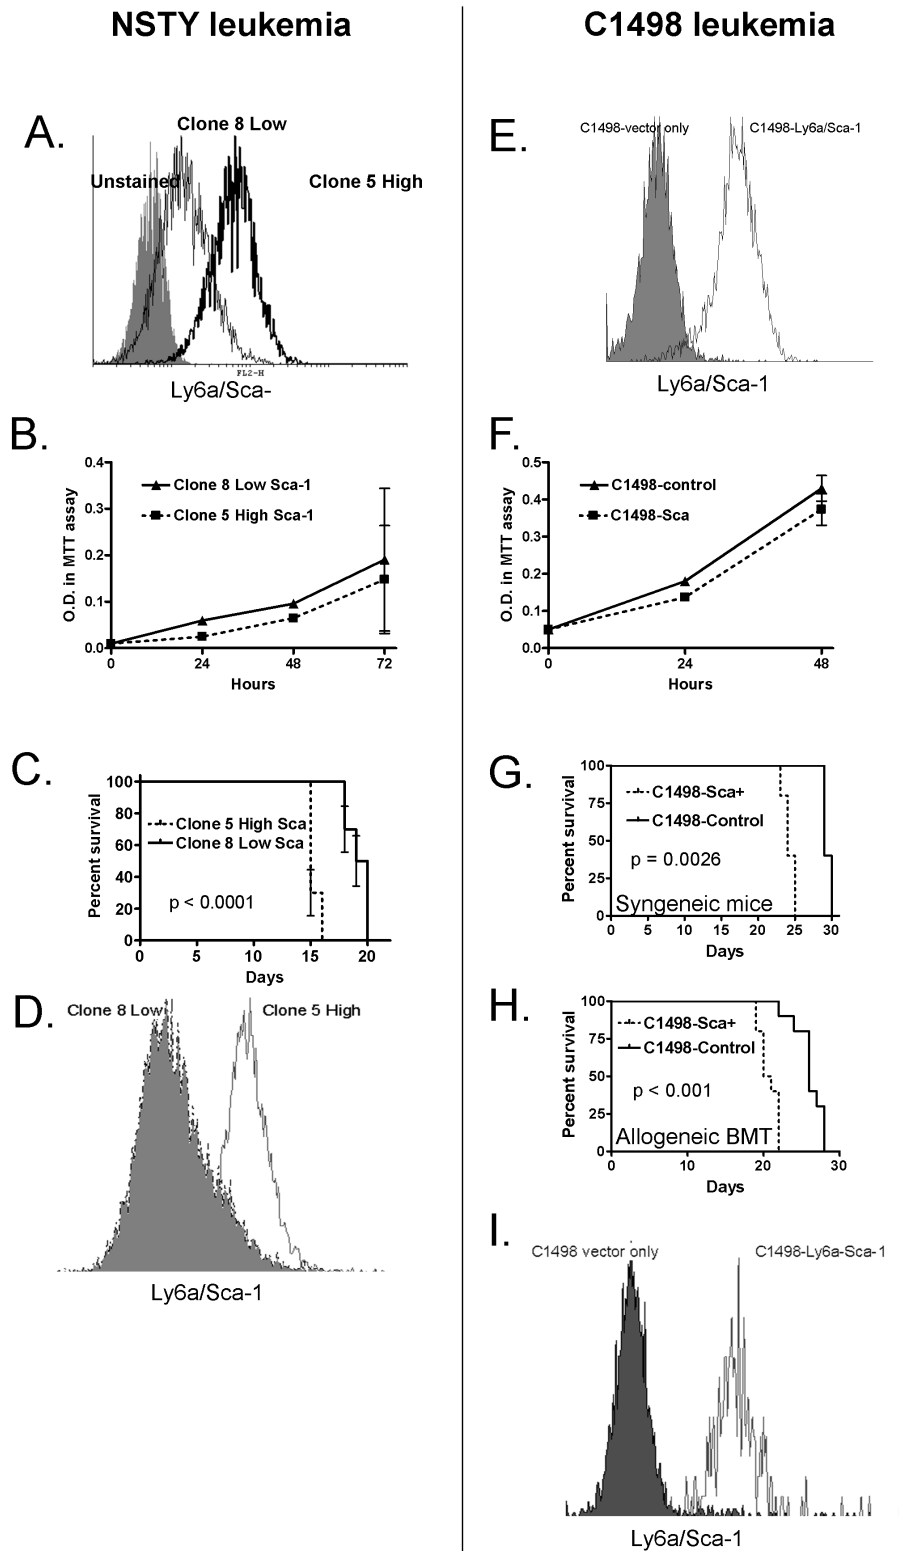 NSTY leukemia
C1498 leukemia
A.
Clone 8 Low
Unstained
Clone 5 High
FL2-H
Ly6a/Sca-
E.
C1498-vector only
C1498-Ly6a/Sca-1
Ly6a/Sca-1
B.
O.D. in MTT assay
0.4
0.3
0.2
0.1
0.0
Clone 8 Low Sca-1
Clone 5 High Sca-1
0 24 48 72
Hours
F.
O.D. in MTT assay
0.5
0.4
0.3
0.2
0.1
0.0
C1498-control
C1498-Sca
0 24 48
Hours
C.
Percent survival
100
80
60
40
20
0
Clone 5 High Sca
Clone 8 Low Sca
p < 0.0001
0 5 10 15 20
Days
G.
Percent survival
100
75
50
25
0
C1498-Sca+
C1498-Control
p = 0.0026
Syngeneic mice
0 5 10 15 20 25 30
Days
D.
Clone 8 Low
Clone 5 High
Ly6a/Sca-1
H.
Percent survival
100
75
50
25
0
C1498-Sca+
C1498-Control
p < 0.001
Allogeneic BMT
0 10 20 30
Days
I.
C1498 vector only
C1498-Ly6a-Sca-1
Ly6a/Sca-1